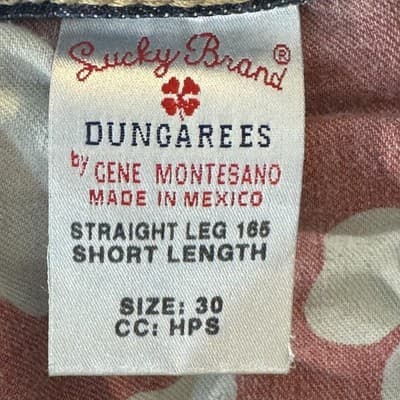 Lucky Brand®
DUNGAREES
by GENE MONTESANO
MADE IN MEXICO
STRAIGHT LEG 165
SHORT LENGTH
SIZE: 30
CC: HPS